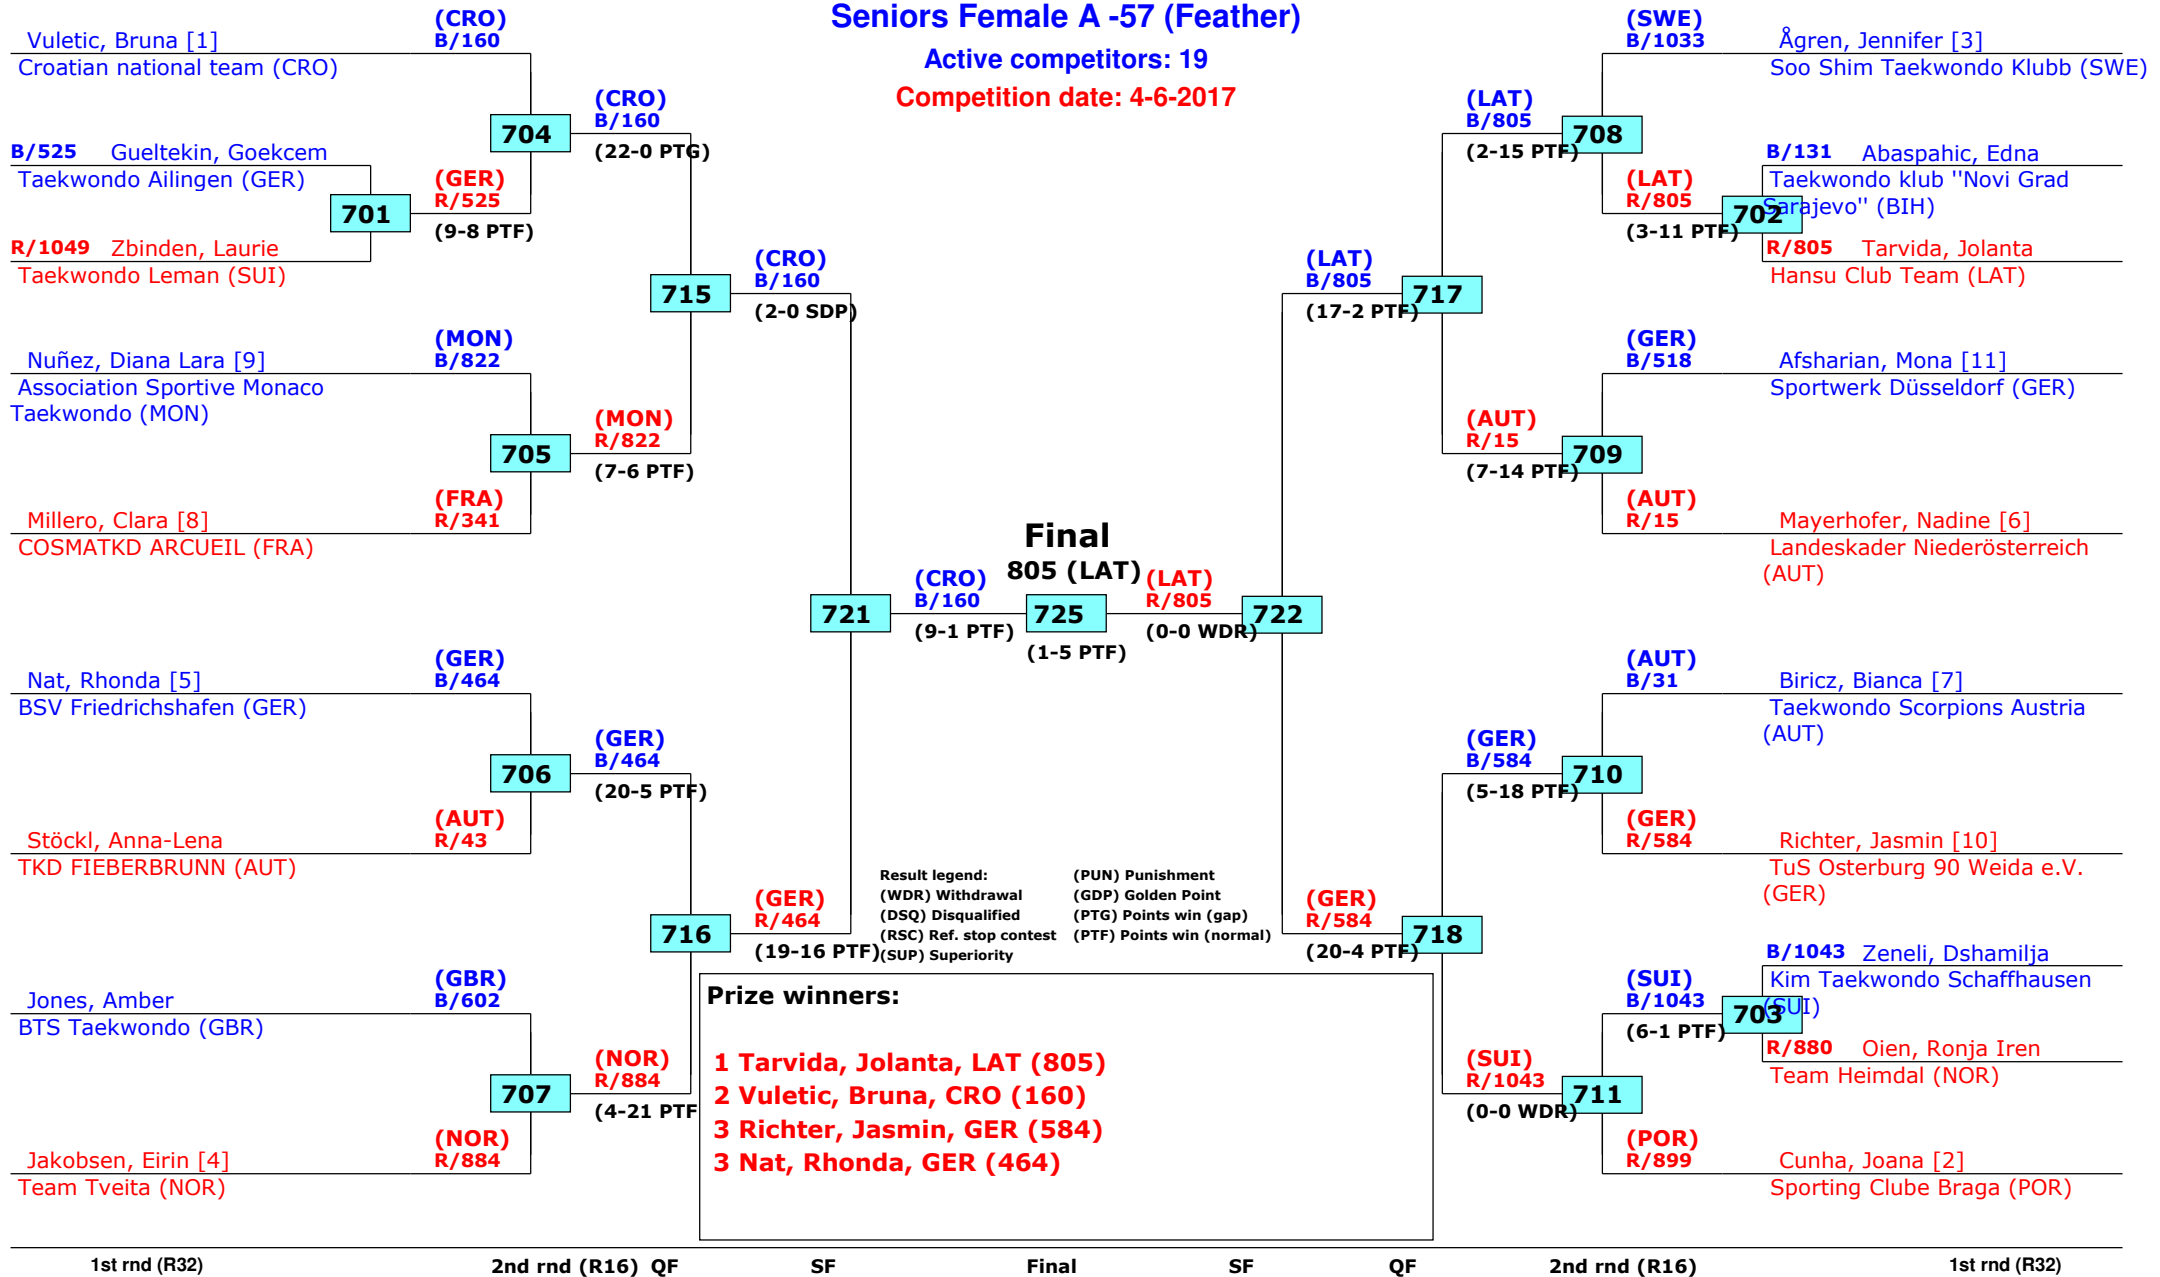 Seniors Female A -57 (Feather)
Active competitors: 19
Competition date: 4-6-2017
(CRO)
Vuletic, Bruna [1] B/160
Croatian national team (CRO)
(CRO)
B/160
704
(22-0 PTG)
B/525 Gueltekin, Goekcem
Taekwondo Ailingen (GER)
(GER)
R/525
701
(9-8 PTF)
R/1049 Zbinden, Laurie
Taekwondo Leman (SUI)
(CRO)
B/160
715
(2-0 SDP)
(MON)
Nuñez, Diana Lara [9] B/822
Association Sportive Monaco
Taekwondo (MON)
(MON)
R/822
705
(7-6 PTF)
(FRA)
Millero, Clara [8] R/341
COSMATKD ARCUEIL (FRA)
(CRO)
B/160
721
(9-1 PTF)
(GER)
Nat, Rhonda [5] B/464
BSV Friedrichshafen (GER)
(GER)
B/464
706
(20-5 PTF)
(AUT)
Stöckl, Anna-Lena R/43
TKD FIEBERBRUNN (AUT)
(GER)
R/464
716
(19-16 PTF)
(GBR)
Jones, Amber B/602
BTS Taekwondo (GBR)
(NOR)
R/884
707
(4-21 PTF
(NOR)
Jakobsen, Eirin [4] R/884
Team Tveita (NOR)
Final
805 (LAT)
725
(1-5 PTF)
(LAT)
R/805
722
(0-0 WDR)
(SWE)
B/1033 Ågren, Jennifer [3]
Soo Shim Taekwondo Klubb (SWE)
(LAT)
B/805
708
(2-15 PTF)
B/131 Abaspahic, Edna
Taekwondo klub "Novi Grad
Sarajevo" (BIH)
(LAT)
R/805
702
(3-11 PTF)
R/805 Tarvida, Jolanta
Hansu Club Team (LAT)
(LAT)
B/805
717
(17-2 PTF)
(GER)
B/518 Afsharian, Mona [11]
Sportwerk Düsseldorf (GER)
(AUT)
R/15
709
(7-14 PTF)
(AUT)
R/15 Mayerhofer, Nadine [6]
Landeskader Niederösterreich
(AUT)
(AUT)
B/31 Biricz, Bianca [7]
Taekwondo Scorpions Austria
(AUT)
(GER)
B/584
710
(5-18 PTF)
(GER)
R/584 Richter, Jasmin [10]
TuS Osterburg 90 Weida e.V.
(GER)
(GER)
R/584
718
(20-4 PTF)
B/1043 Zeneli, Dshamilja
Kim Taekwondo Schaffhausen
(SUI)
(SUI)
B/1043
703
(6-1 PTF)
R/880 Oien, Ronja Iren
Team Heimdal (NOR)
(SUI)
R/1043
711
(0-0 WDR)
(POR)
R/899 Cunha, Joana [2]
Sporting Clube Braga (POR)
Result legend: (PUN) Punishment
(WDR) Withdrawal (GDP) Golden Point
(DSQ) Disqualified (PTG) Points win (gap)
(RSC) Ref. stop contest (PTF) Points win (normal)
(SUP) Superiority
Prize winners:
1 Tarvida, Jolanta, LAT (805)
2 Vuletic, Bruna, CRO (160)
3 Richter, Jasmin, GER (584)
3 Nat, Rhonda, GER (464)
1st rnd (R32) 2nd rnd (R16) QF SF Final SF QF 2nd rnd (R16) 1st rnd (R32)